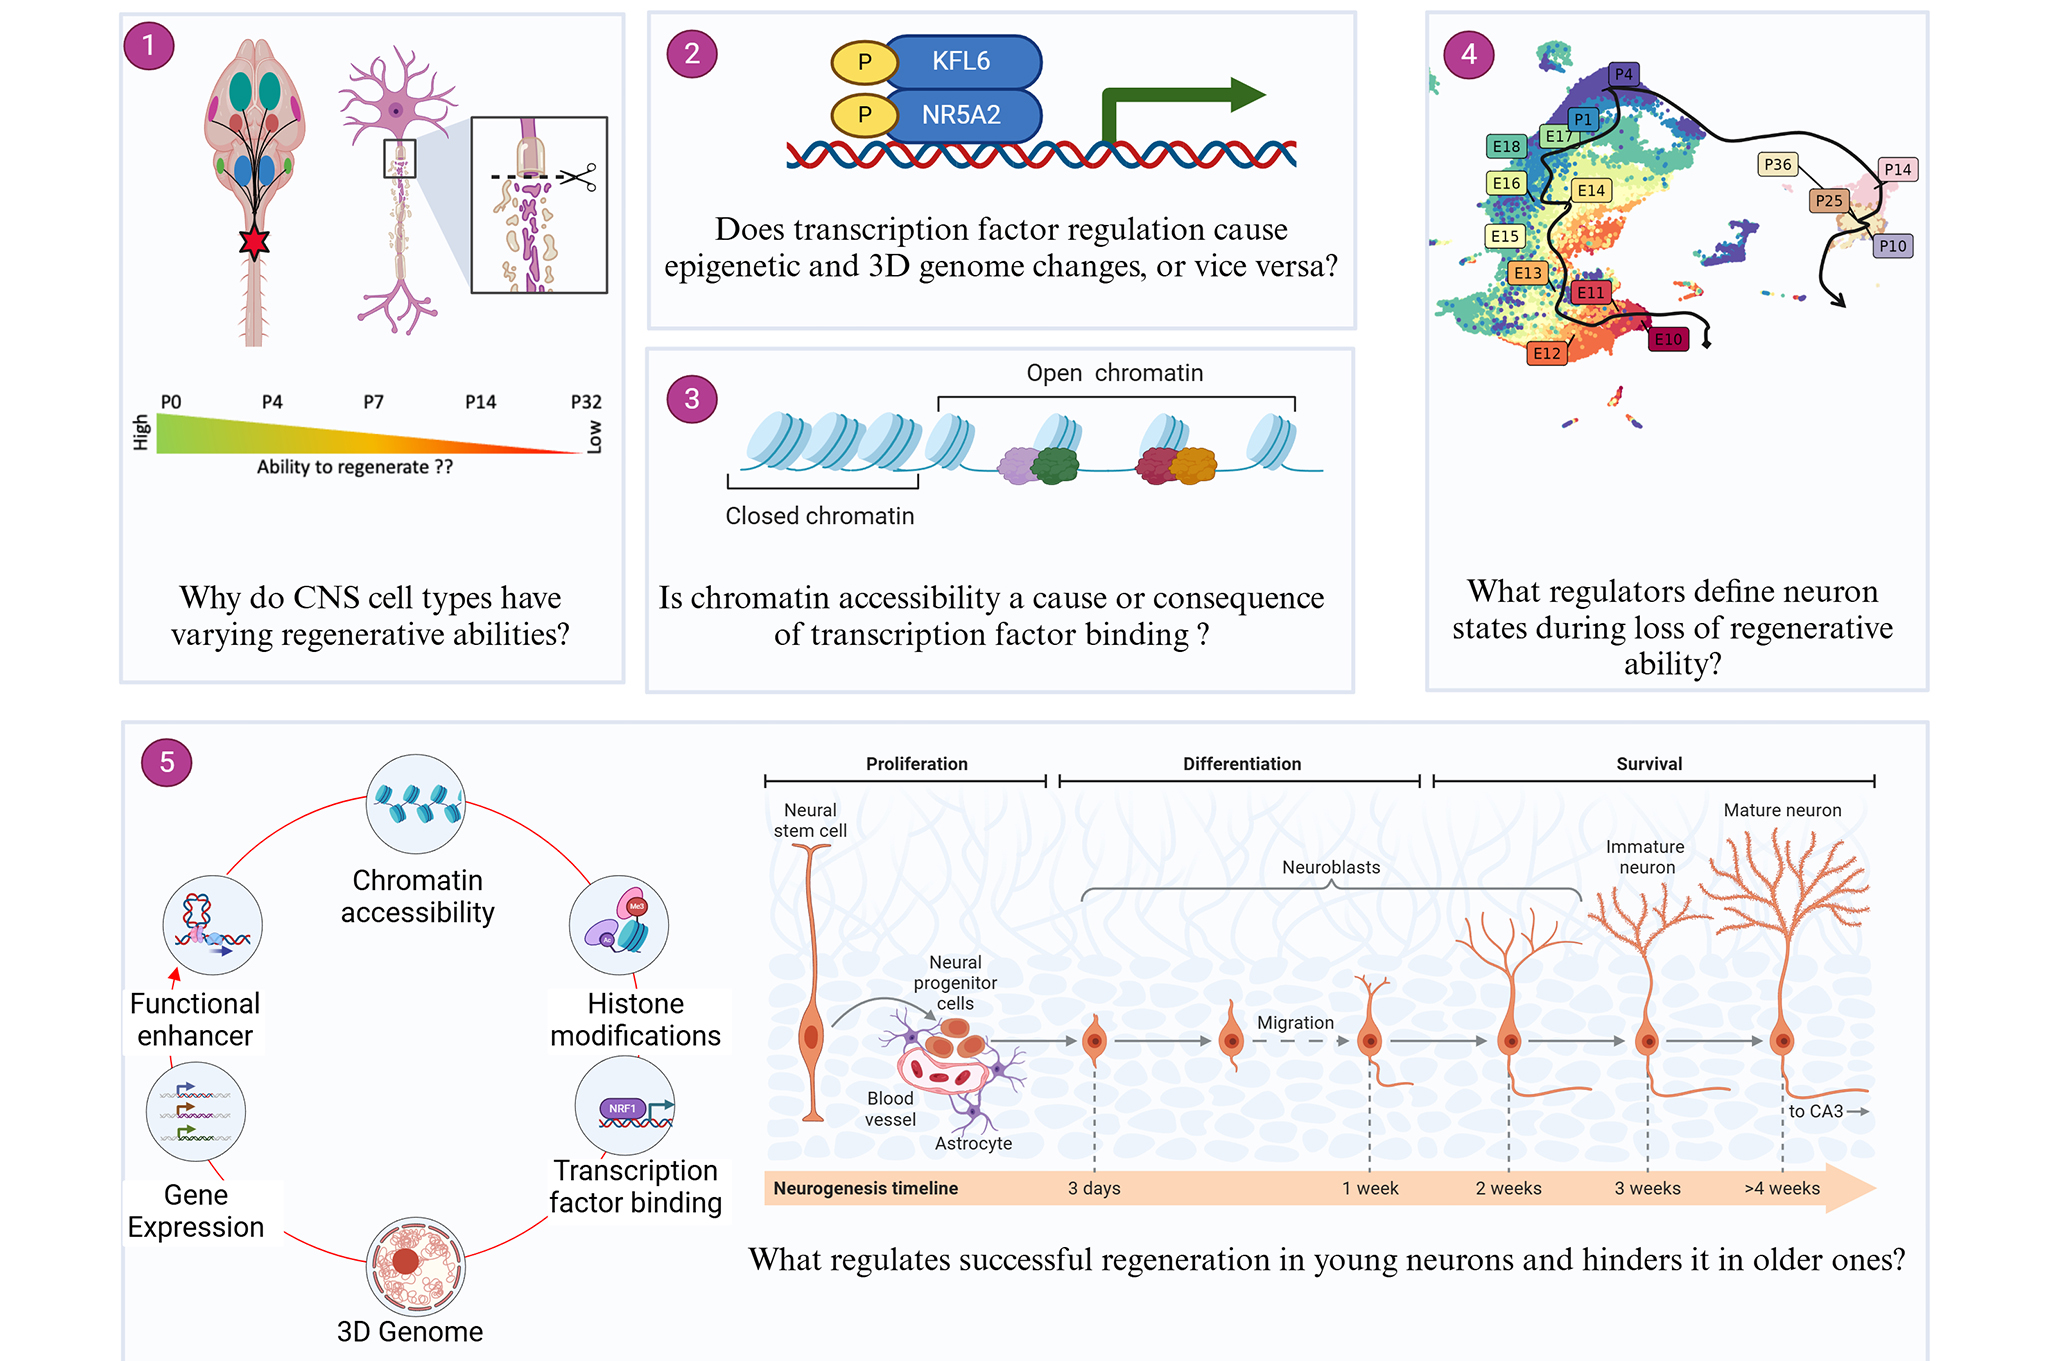 1
P0 P4 P7 P14 P32
High
Low
Ability to regenerate ??
Why do CNS cell types have
varying regenerative abilities?
2
P KFL6
P NR5A2
Does transcription factor regulation cause
epigenetic and 3D genome changes, or vice versa?
3
Open chromatin
Closed chromatin
Is chromatin accessibility a cause or consequence
of transcription factor binding ?
4
P4
P1
E17
E18
E16
E14
E15
E13
E11
E10
E12
P36
P14
P25
P10
What regulators define neuron
states during loss of regenerative
ability?
5
Chromatin
accessibility
Me3
Ac
Histone
modifications
NRF1
Transcription
factor binding
3D Genome
Gene
Expression
Functional
enhancer
Proliferation
Differentiation
Survival
Neural
stem cell
Neural
progenitor
cells
Blood
vessel
Astrocyte
Neuroblasts
Migration
Immature
neuron
Mature neuron
to CA3
Neurogenesis timeline
3 days
1 week
2 weeks
3 weeks
>4 weeks
What regulates successful regeneration in young neurons and hinders it in older ones?